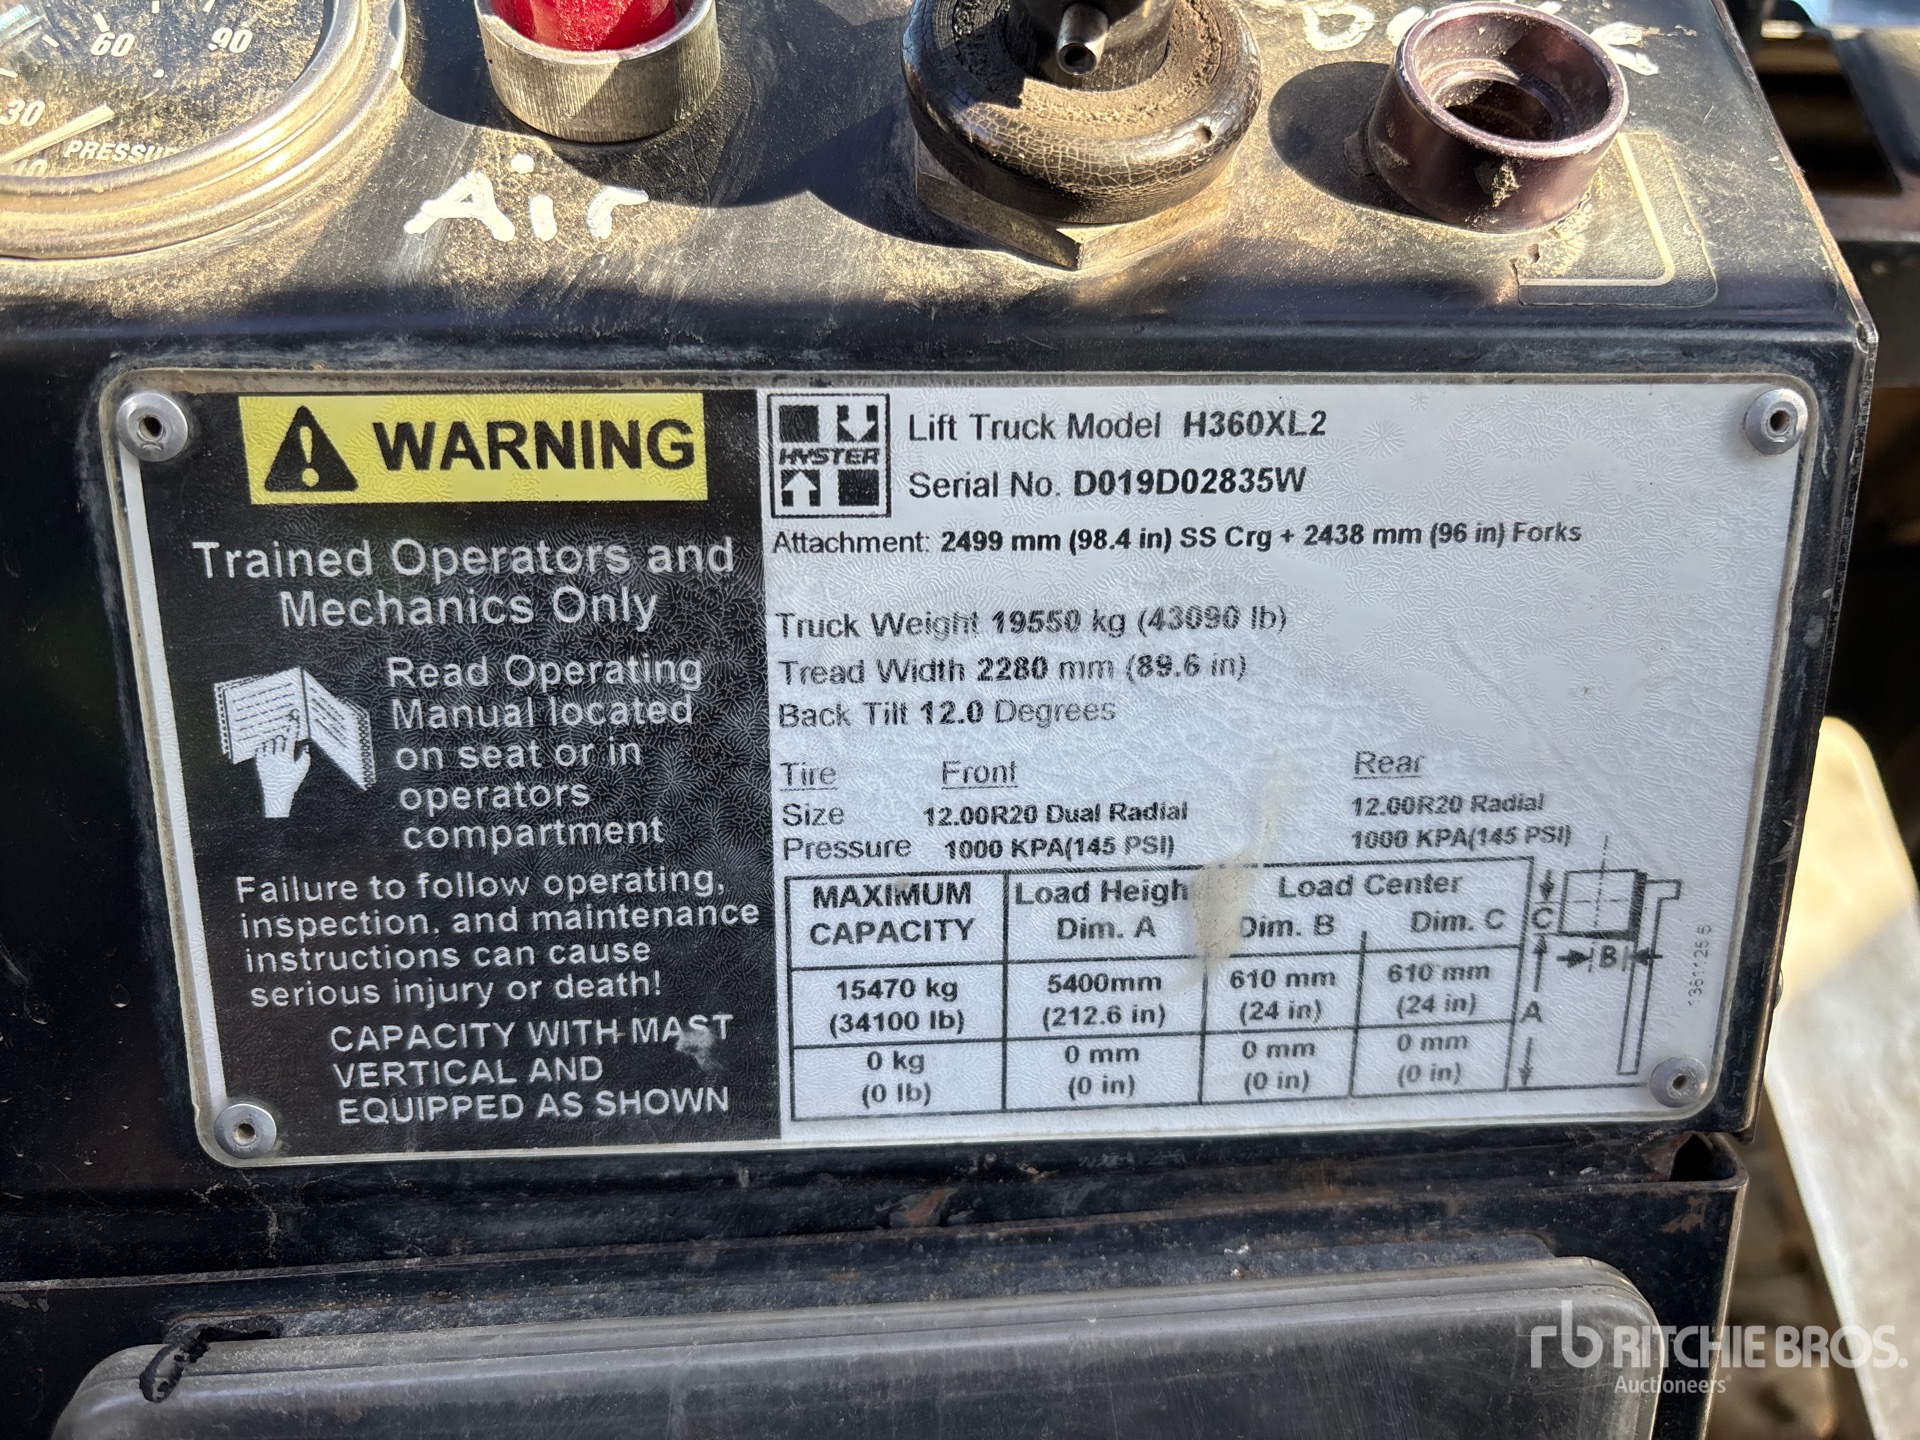 60
90
30
PRESSU
Air
WARNING
Trained Operators and
Mechanics Only
Read Operating
Manual located
on seat or in
operators
compartment
Failure to follow operating,
inspection, and maintenance
instructions can cause
serious injury or death!
CAPACITY WITH MAST
VERTICAL AND
EQUIPPED AS SHOWN
HYSTER
Lift Truck Model H360XL2
Serial No. D019D02835W
Attachment: 2499 mm (98.4 in) SS Crg + 2438 mm (96 in) Forks
Truck Weight 19550 kg (43090 lb)
Tread Width 2280 mm (89.6 in)
Back Tilt 12.0 Degrees
Tire Front Rear
Size 12.00R20 Dual Radial 12.00R20 Radial
Pressure 1000 KPA(145 PSI) 1000 KPA(145 PSI)
MAXIMUM Load Heigh Load Center
CAPACITY Dim. A Dim. B Dim. C
15470 kg 5400mm 610 mm 610 mm
(34100 lb) (212.6 in) (24 in) (24 in)
0 kg 0 mm 0 mm 0 mm
(0 lb) (0 in) (0 in) (0 in)
C
B
A
rb RITCHIE BROS.
Auctioneers